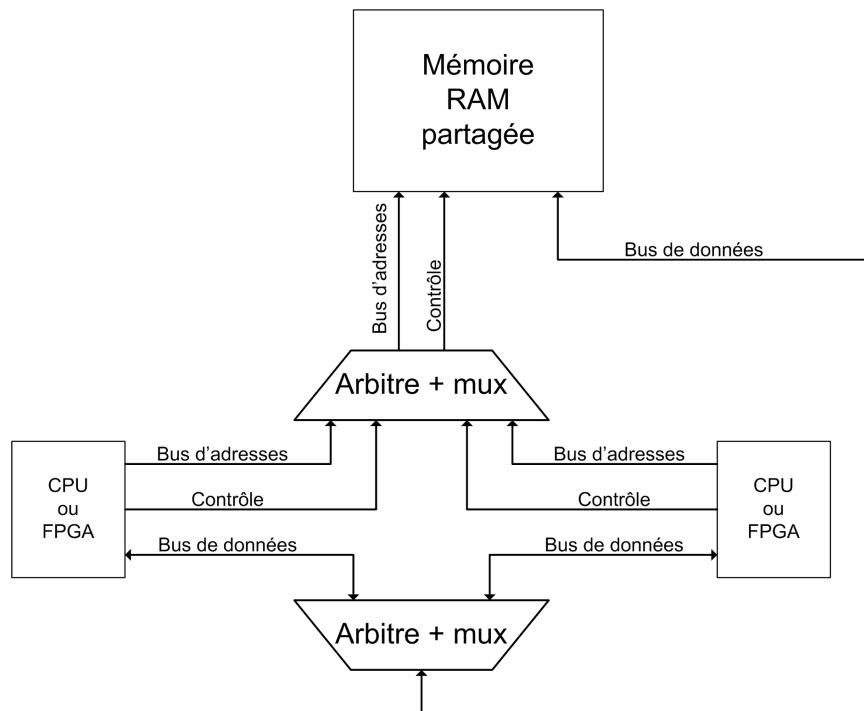 Mémoire
RAM
partagée
Bus de données
Bus d'adresses
Contrôle
Arbitre + mux
Bus d'adresses
Bus d'adresses
CPU
ou
FPGA
Contrôle
Contrôle
CPU
ou
FPGA
Bus de données
Bus de données
Arbitre + mux